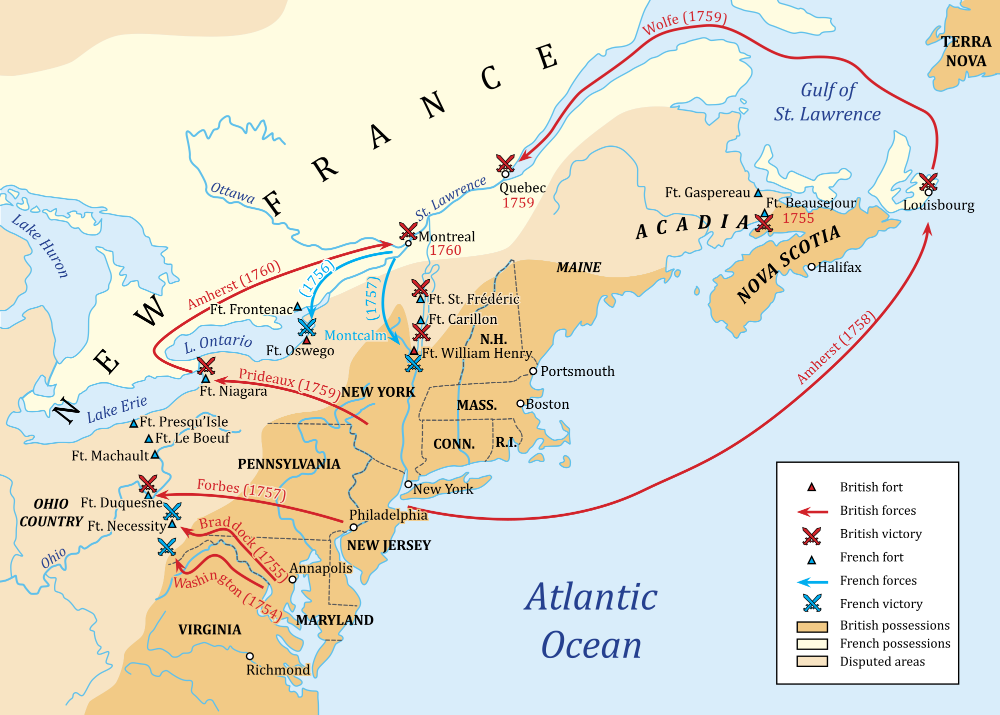 Wolfe (1759)
TERRA
NOVA
Gulf of
St. Lawrence
NEW FRANCE
Ottawa
St. Lawrence
Quebec
1759
Ft. Gaspereau
Ft. Beausejour
1755
Louisbourg
ACADIA
Lake Huron
Montreal
1760
NOVA SCOTIA
Halifax
MAINE
Amherst (1760)
(1756)
(1757)
Ft. Frontenac
Ft. St. Frédéric
Ft. Carillon
Montcalm
N.H.
L. Ontario
Ft. Oswego
Ft. William Henry
Amherst (1758)
Portsmouth
Prideaux (1759)
Ft. Niagara
NEW YORK
MASS.
Boston
Lake Erie
Ft. Presqu’Isle
Ft. Le Boeuf
Ft. Machault
CONN.
R.I.
PENNSYLVANIA
Forbes (1757)
New York
OHIO
COUNTRY
Ft. Duquesne
Ft. Necessity
Philadelphia
Braddock (1755)
NEW JERSEY
Ohio
Annapolis
Washington (1754)
MARYLAND
VIRGINIA
Richmond
Atlantic
Ocean
British fort
British forces
British victory
French fort
French forces
French victory
British possessions
French possessions
Disputed areas